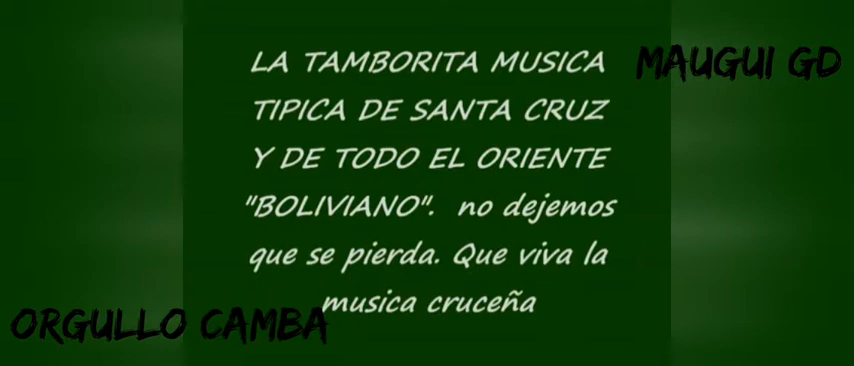 LA TAMBORITA MUSICA
MAUGUI GD
TIPICA DE SANTA CRUZ
Y DE TODO EL ORIENTE
"BOLIVIANO". no dejemos
que se pierda. Que viva la
musica cruceña
ORGULLO CAMBA